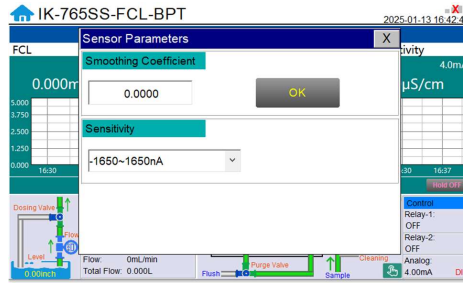 IK-765SS-FCL-BPT
2025-01-13 16:42:4
FCL
Sensor Parameters
X
Smoothing Coefficient
0.0000
OK
Sensitivity
-1650~1650nA
tivity
4.0m
0.000m
µS/cm
5.000
3.750
2.500
1.250
0.000
16:30
:30
16:37
Hold OFF
Dosing Valve
Flow
Level
0.00inch
Flow: 0mL/min
Total Flow: 0.000L
Flush
Purge Valve
Sample
Cleaning
Control
Relay-1:
OFF
Relay-2:
OFF
Analog:
4.00mA